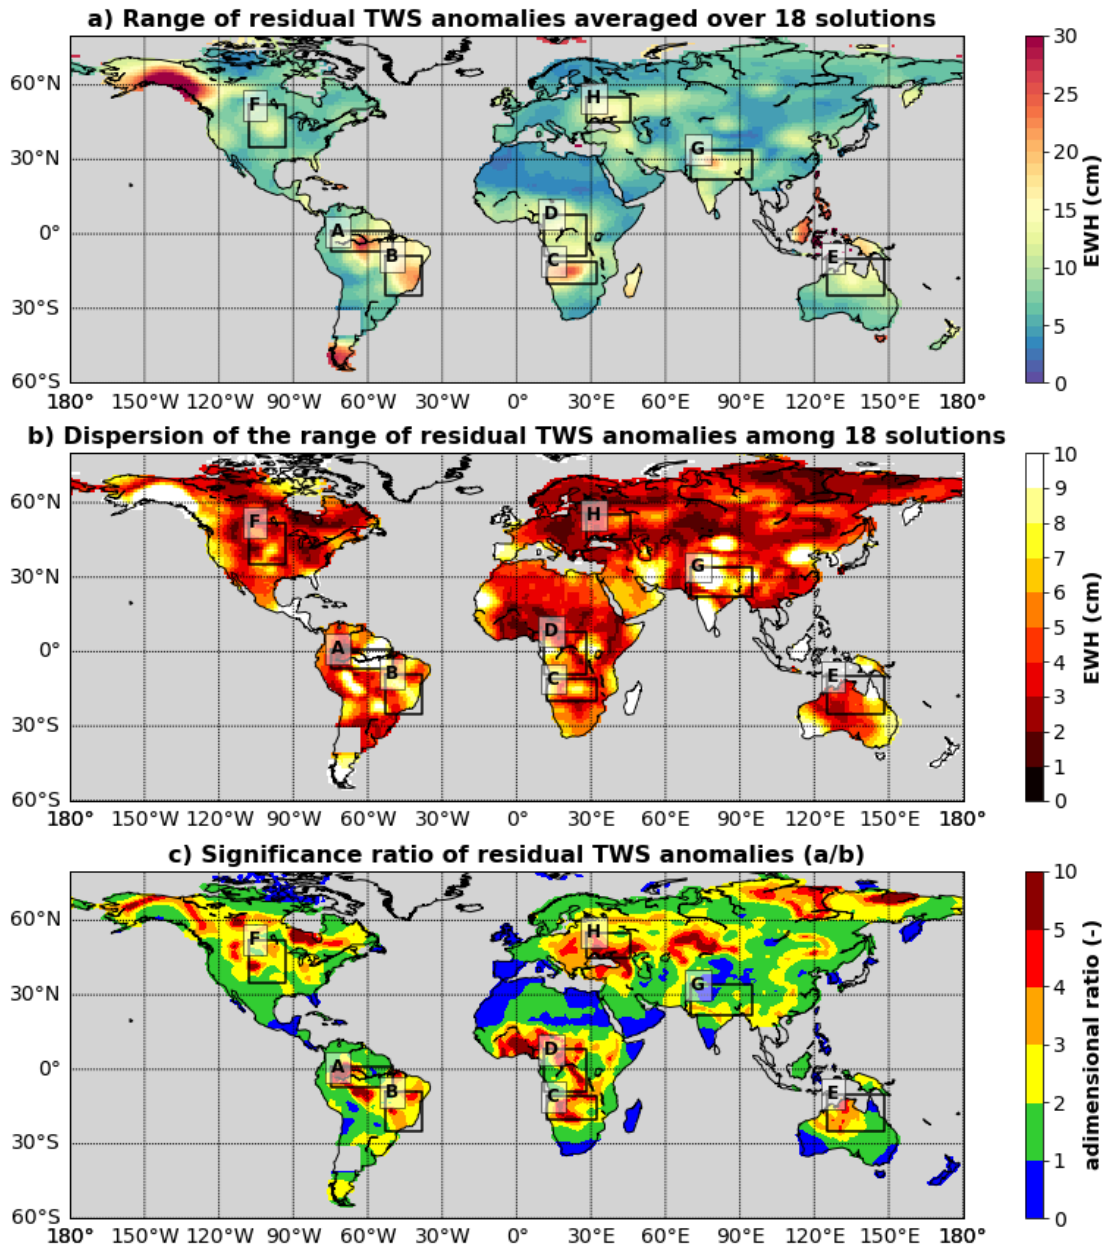 a) Range of residual TWS anomalies averaged over 18 solutions
60°N
30°N
0°
30°S
60°S
180° 150°W 120°W 90°W 60°W 30°W 0° 30°E 60°E 90°E 120°E 150°E 180°
F
H
G
A
B
D
C
E
30
25
20
15
10
5
0
EWH (cm)
b) Dispersion of the range of residual TWS anomalies among 18 solutions
60°N
30°N
0°
30°S
60°S
180° 150°W 120°W 90°W 60°W 30°W 0° 30°E 60°E 90°E 120°E 150°E 180°
F
H
G
A
B
D
C
E
10
9
8
7
6
5
4
3
2
1
0
EWH (cm)
c) Significance ratio of residual TWS anomalies (a/b)
60°N
30°N
0°
30°S
60°S
180° 150°W 120°W 90°W 60°W 30°W 0° 30°E 60°E 90°E 120°E 150°E 180°
F
H
G
A
B
D
C
E
10
5
4
3
2
1
0
adimensional ratio (-)